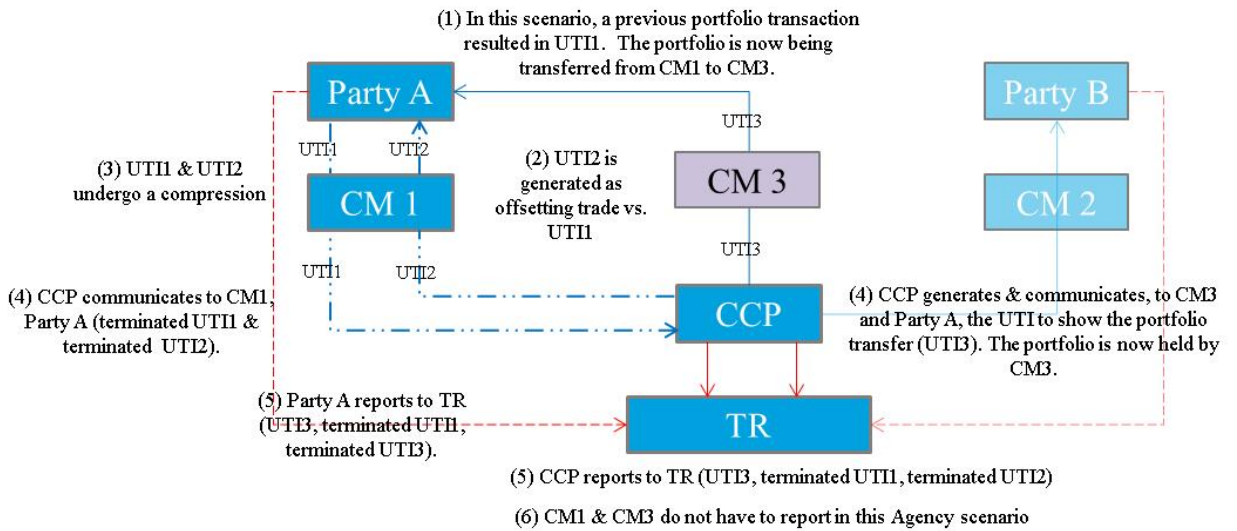 (1) In this scenario, a previous portfolio transaction
resulted in UTI1. The portfolio is now being
transferred from CM1 to CM3.
Party A
Party B
UTI3
UTI1
UTI2
(3) UTI1 & UTI2
undergo a compression
(2) UTI2 is
generated as
offsetting trade vs.
UTI1
CM 1
CM 3
CM 2
UTI3
UTI1
UTI2
(4) CCP communicates to CM1,
Party A (terminated UTI1 &
terminated UTI2).
CCP
(4) CCP generates & communicates, to CM3
and Party A, the UTI to show the portfolio
transfer (UTI3). The portfolio is now held by
CM3.
(5) Party A reports to TR
(UTI3, terminated UTI1,
terminated UTI3).
TR
(5) CCP reports to TR (UTI3, terminated UTI1, terminated UTI2)
(6) CM1 & CM3 do not have to report in this Agency scenario